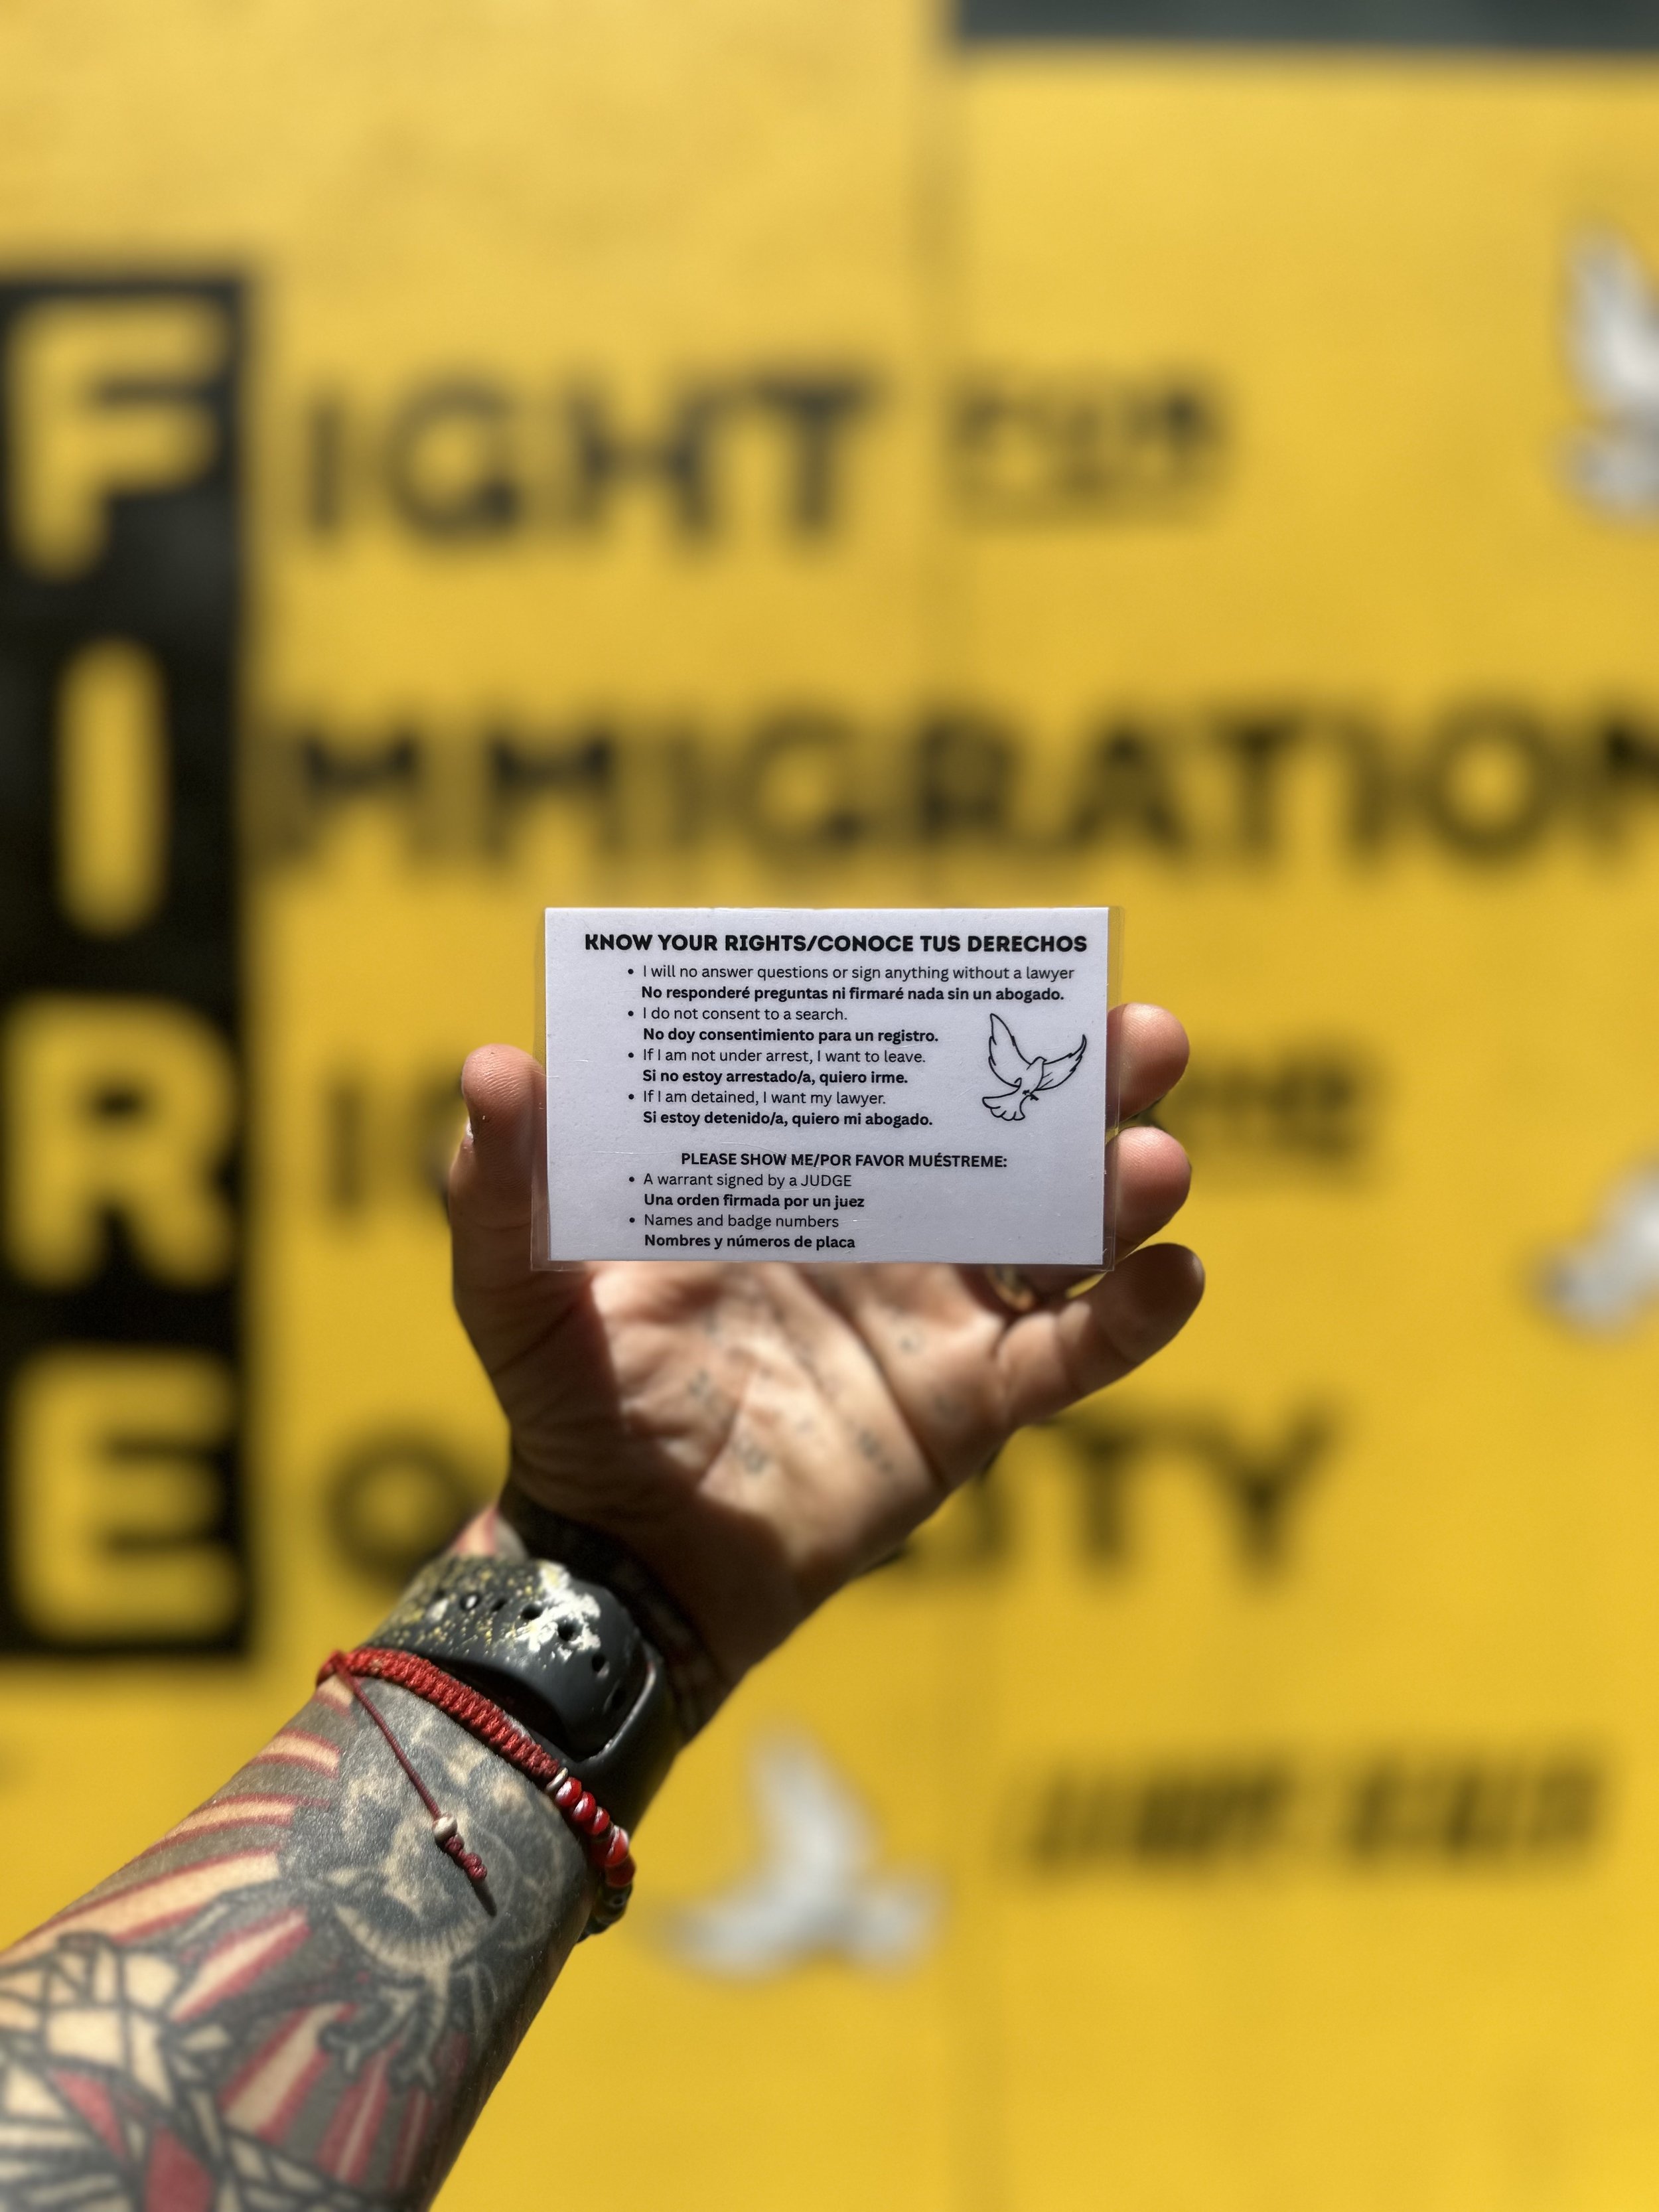 FIGHT FOR
IMMIGRATION
KNOW YOUR RIGHTS/CONOCE TUS DERECHOS
• I will no answer questions or sign anything without a lawyer
No responderé preguntas ni firmaré nada sin un abogado.
• I do not consent to a search.
No doy consentimiento para un registro.
• If I am not under arrest, I want to leave.
Si no estoy arrestado/a, quiero irme.
• If I am detained, I want my lawyer.
Si estoy detenido/a, quiero mi abogado.
PLEASE SHOW ME/POR FAVOR MUÉSTREME:
• A warrant signed by a JUDGE
Una orden firmada por un juez
• Names and badge numbers
Nombres y números de placa
R
E